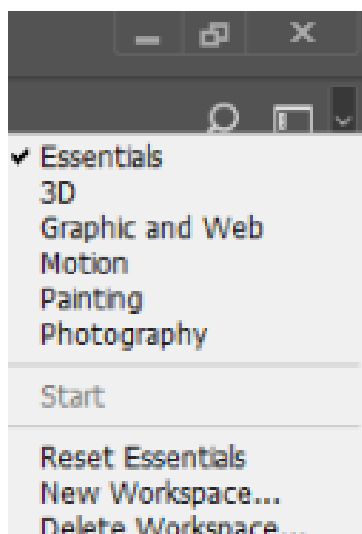 Essentials
3D
Graphic and Web
Motion
Painting
Photography
Start
Reset Essentials
New Workspace...
Delete Workspace...